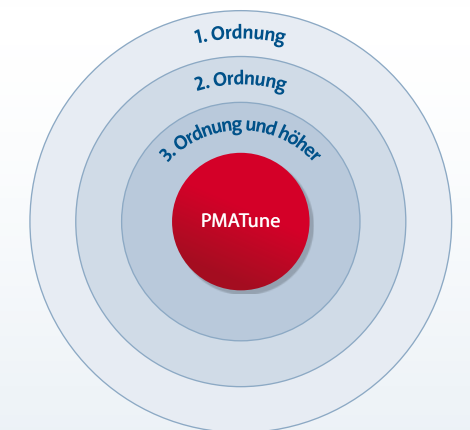 1. Ordnung
2. Ordnung
3. Ordnung und höher
PMATune